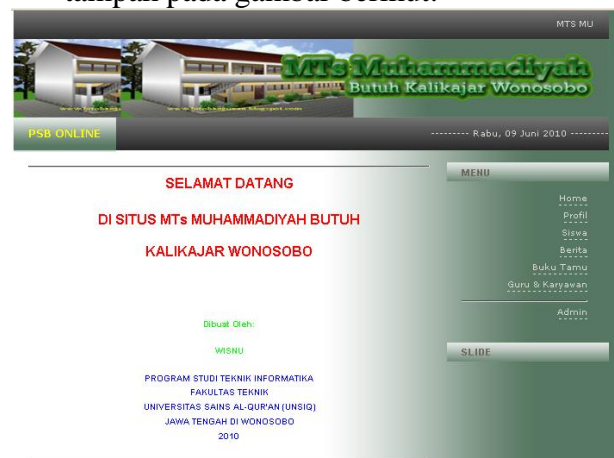 tampak pada gambar berikut:
MTS MU
MTs Muhammadiyah
Butuh Kalikajar Wonosobo
PSB ONLINE
--------- Rabu, 09 Juni 2010 ---------
SELAMAT DATANG
DI SITUS MTs MUHAMMADIYAH BUTUH
KALIKAJAR WONOSOBO
Dibuat Oleh:
WISNU
PROGRAM STUDI TEKNIK INFORMATIKA
FAKULTAS TEKNIK
UNIVERSITAS SAINS AL-QUR'AN (UNSIQ)
JAWA TENGAH DI WONOSOBO
2010
MENU
Home
Profil
Siswa
Berita
Buku Tamu
Guru & Karyawan
Admin
SLIDE